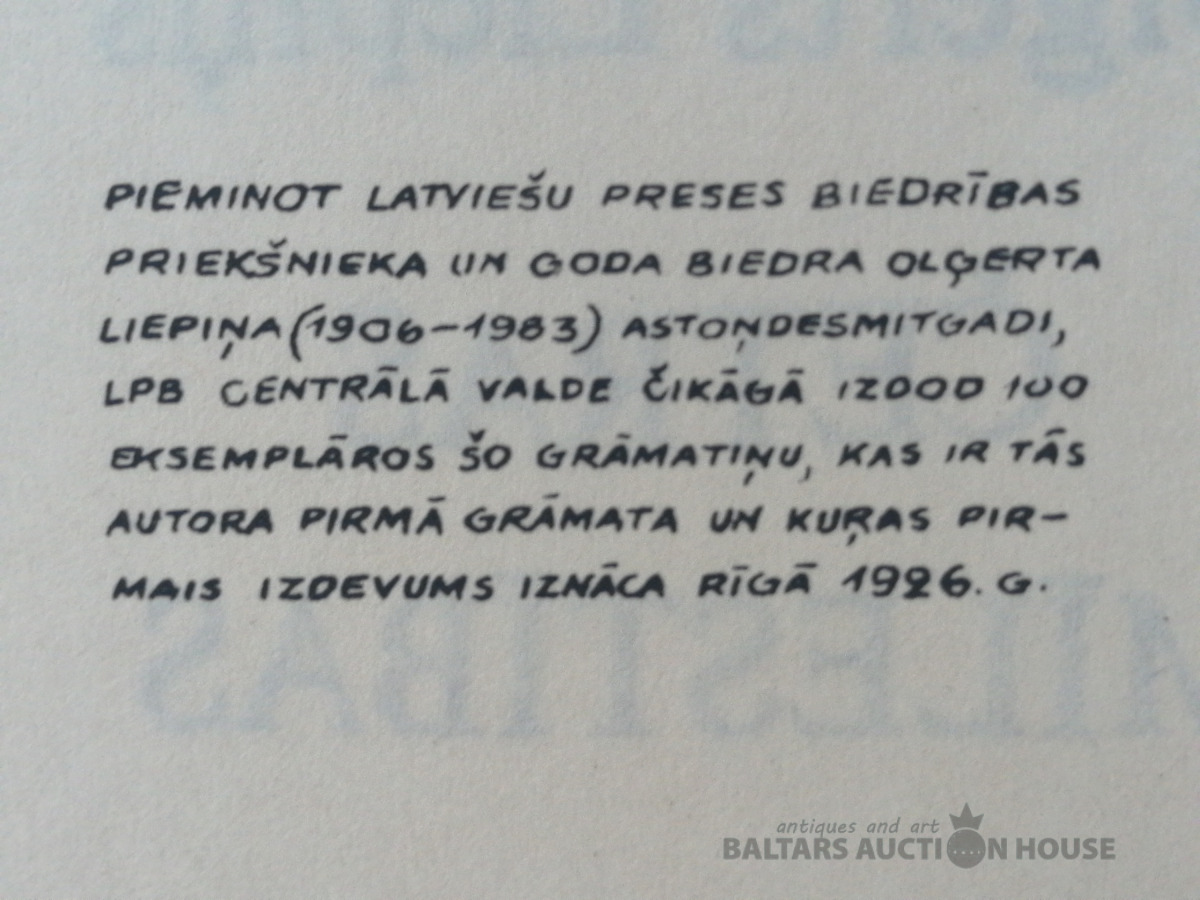 PIEMINOT LATVIEŠU PRESES BIEDRĪBAS
PRIEKŠNIEKA UN GODA BIEDRA OLĢERTA
LIEPIŅA (1906–1983) ASTOŅDESMITGADI,
LPB CENTRĀLĀ VALDE ČIKĀGĀ IZDOD 100
EKSEMPLĀROS ŠO GRĀMATIŅU, KAS IR TĀS
AUTORA PIRMĀ GRĀMATA UN KUŖAS PIR–
MAIS IZDEVUMS IZNĀCA RĪGĀ 1926. G.
antiques and art
BALTARS AUCTION HOUSE